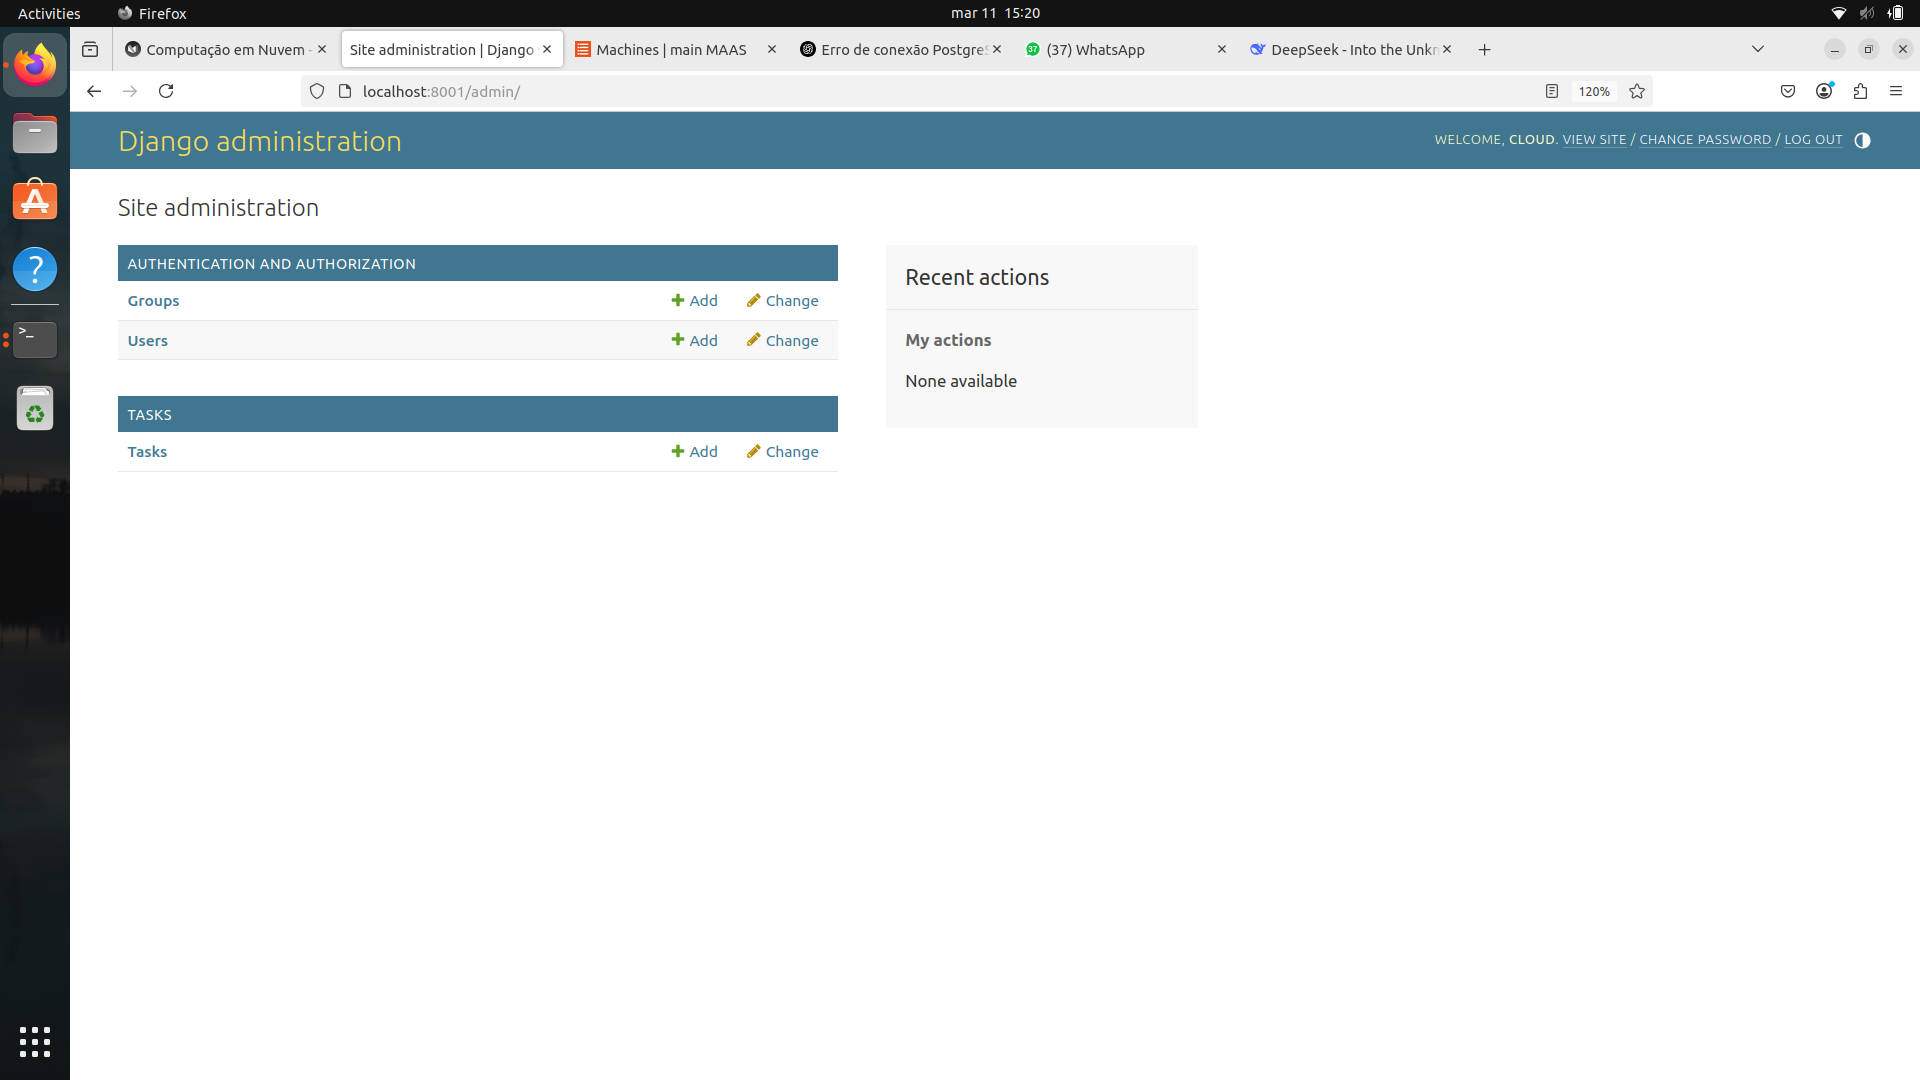 Activities
Firefox
mar 11 15:20
Computação em Nuvem -
Site administration | Django
Machines | main MAAS
Erro de conexão PostgreS
(37) WhatsApp
DeepSeek - Into the Unkn
localhost:8001/admin/
120%
Django administration
WELCOME, CLOUD. VIEW SITE / CHANGE PASSWORD / LOG OUT
Site administration
AUTHENTICATION AND AUTHORIZATION
Groups Add Change
Users Add Change
TASKS
Tasks Add Change
Recent actions
My actions
None available